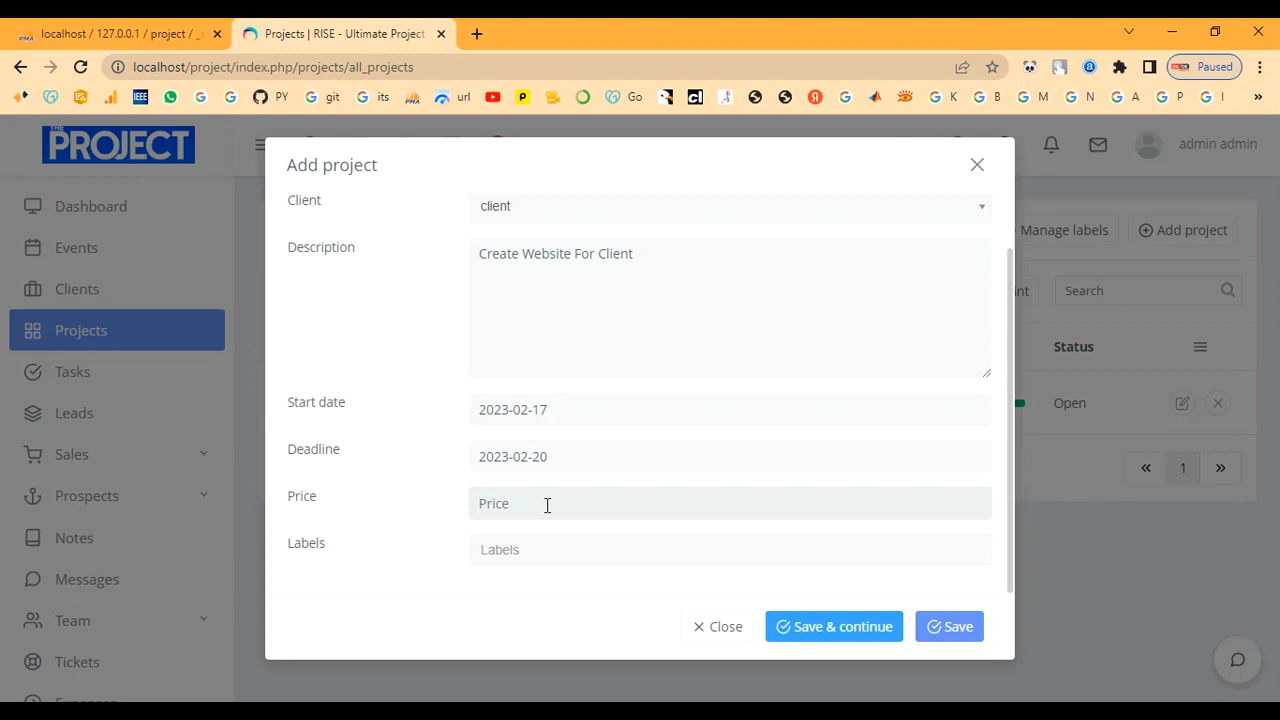 localhost / 127.0.0.1 / project / _s
Projects | RISE - Ultimate Project
localhost/project/index.php/projects/all_projects
Paused
IEEE
PY
git
its
url
Go
K
B
M
N
A
P
I
THE
PROJECT
admin admin
Add project
Dashboard
Events
Clients
Projects
Tasks
Leads
Sales
Prospects
Notes
Messages
Team
Tickets
Client
client
Description
Create Website For Client
Start date
2023-02-17
Deadline
2023-02-20
Price
Price
Labels
Labels
Close
Save & continue
Save
Manage labels
Add project
Search
Status
Open
1